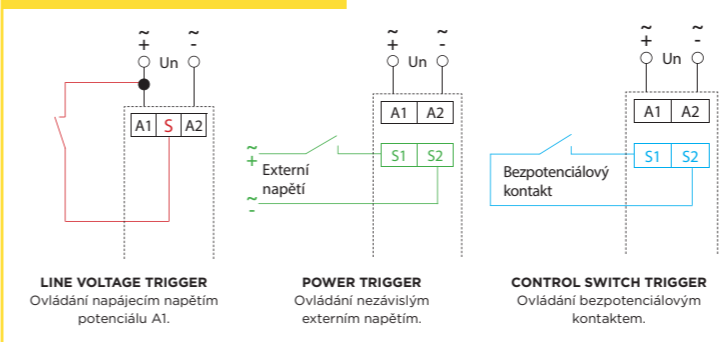 ~ ~
+ Un -
A1 S A2
LINE VOLTAGE TRIGGER
Ovládání napájecím napětím
potenciálu A1.
~ ~
+ Un -
A1 A2
S1 S2
~
+
Externí
napětí
~
-
POWER TRIGGER
Ovládání nezávislým
externím napětím.
~ ~
+ Un -
A1 A2
S1 S2
Bezpotenciálový
kontakt
CONTROL SWITCH TRIGGER
Ovládání bezpotenciálovým
kontaktem.